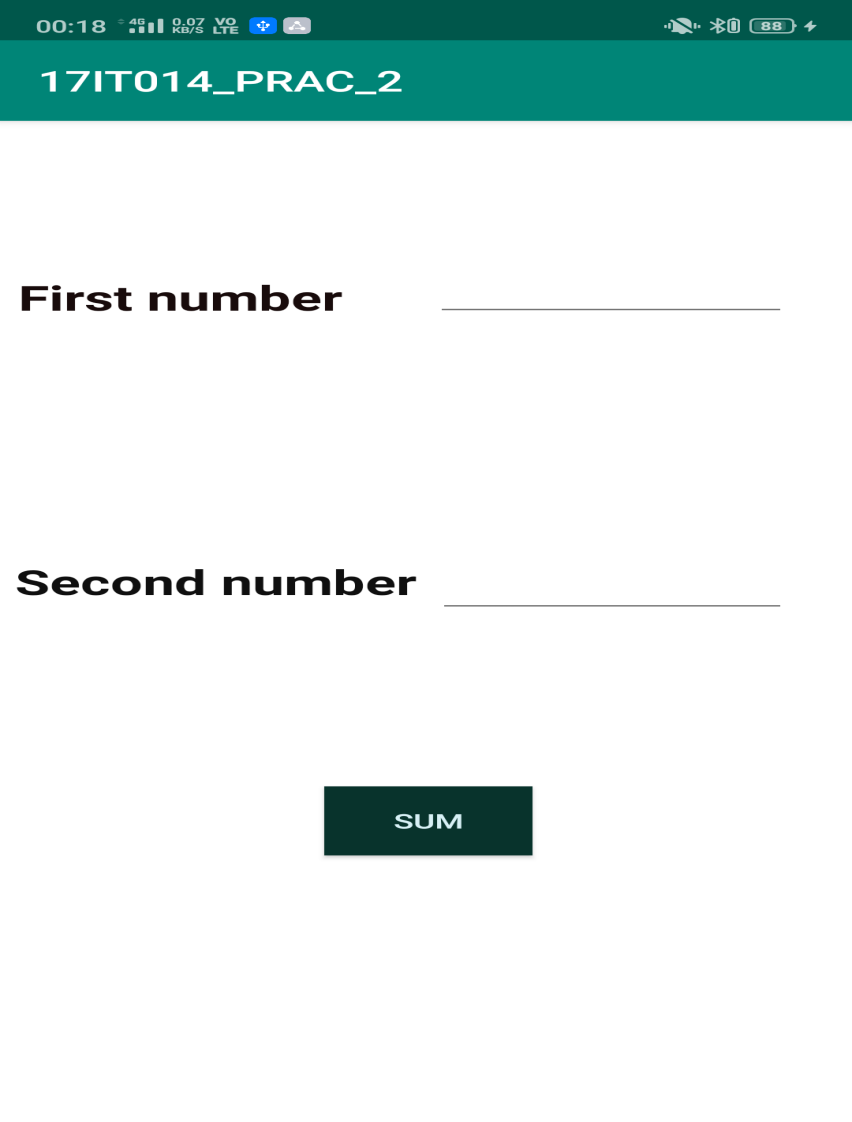 00:18 4G 0.07 KB/S VO LTE 88
17IT014_PRAC_2
First number
Second number
SUM